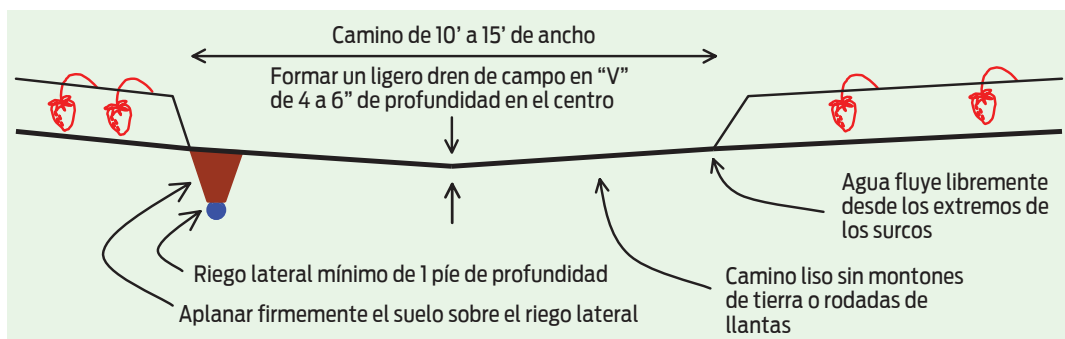 Camino de 10’ a 15’ de ancho
Formar un ligero dren de campo en “V”
de 4 a 6” de profundidad en el centro
Agua fluye libremente
desde los extremos de
los surcos
Riego lateral mínimo de 1 píe de profundidad
Aplanar firmemente el suelo sobre el riego lateral
Camino liso sin montones
de tierra o rodadas de
llantas